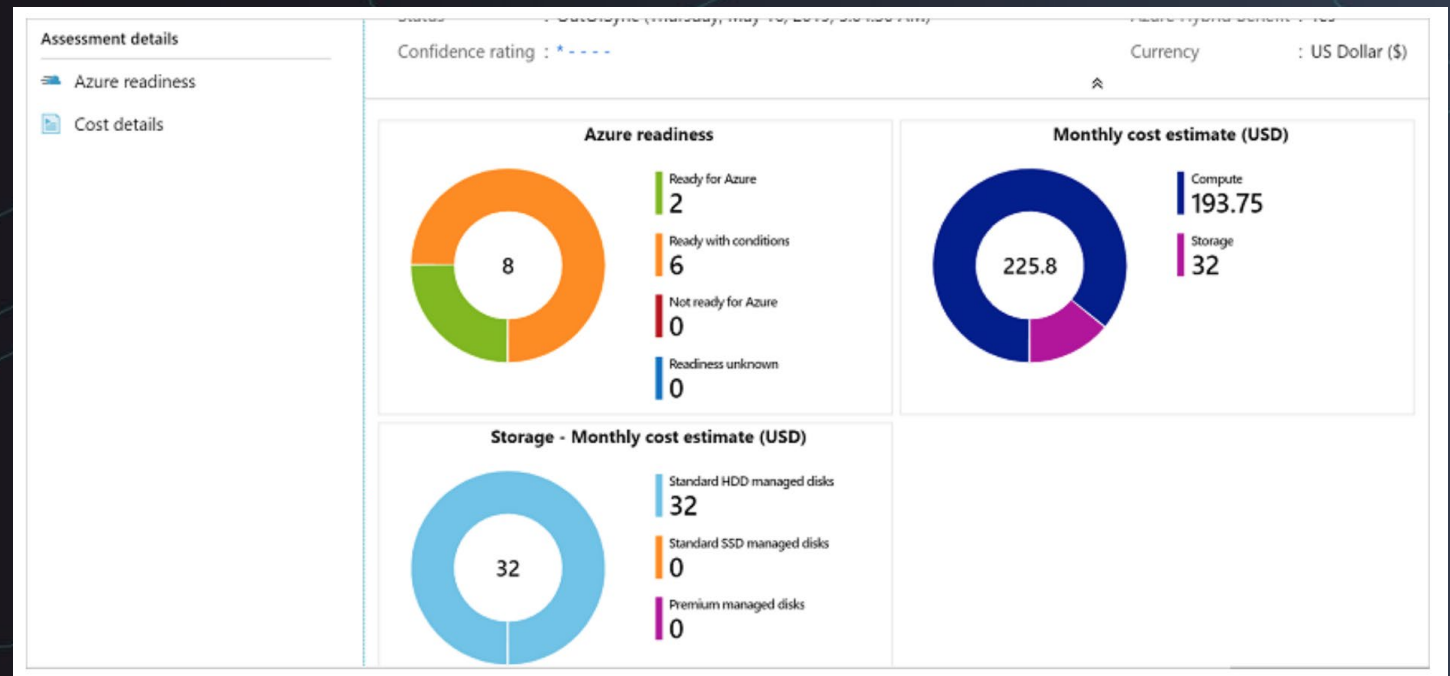 Assessment details
Azure readiness
Cost details
Confidence rating : * - - - -
Currency : US Dollar ($)
Azure readiness
8
Ready for Azure
2
Ready with conditions
6
Not ready for Azure
0
Readiness unknown
0
Monthly cost estimate (USD)
225.8
Compute
193.75
Storage
32
Storage - Monthly cost estimate (USD)
32
Standard HDD managed disks
32
Standard SSD managed disks
0
Premium managed disks
0